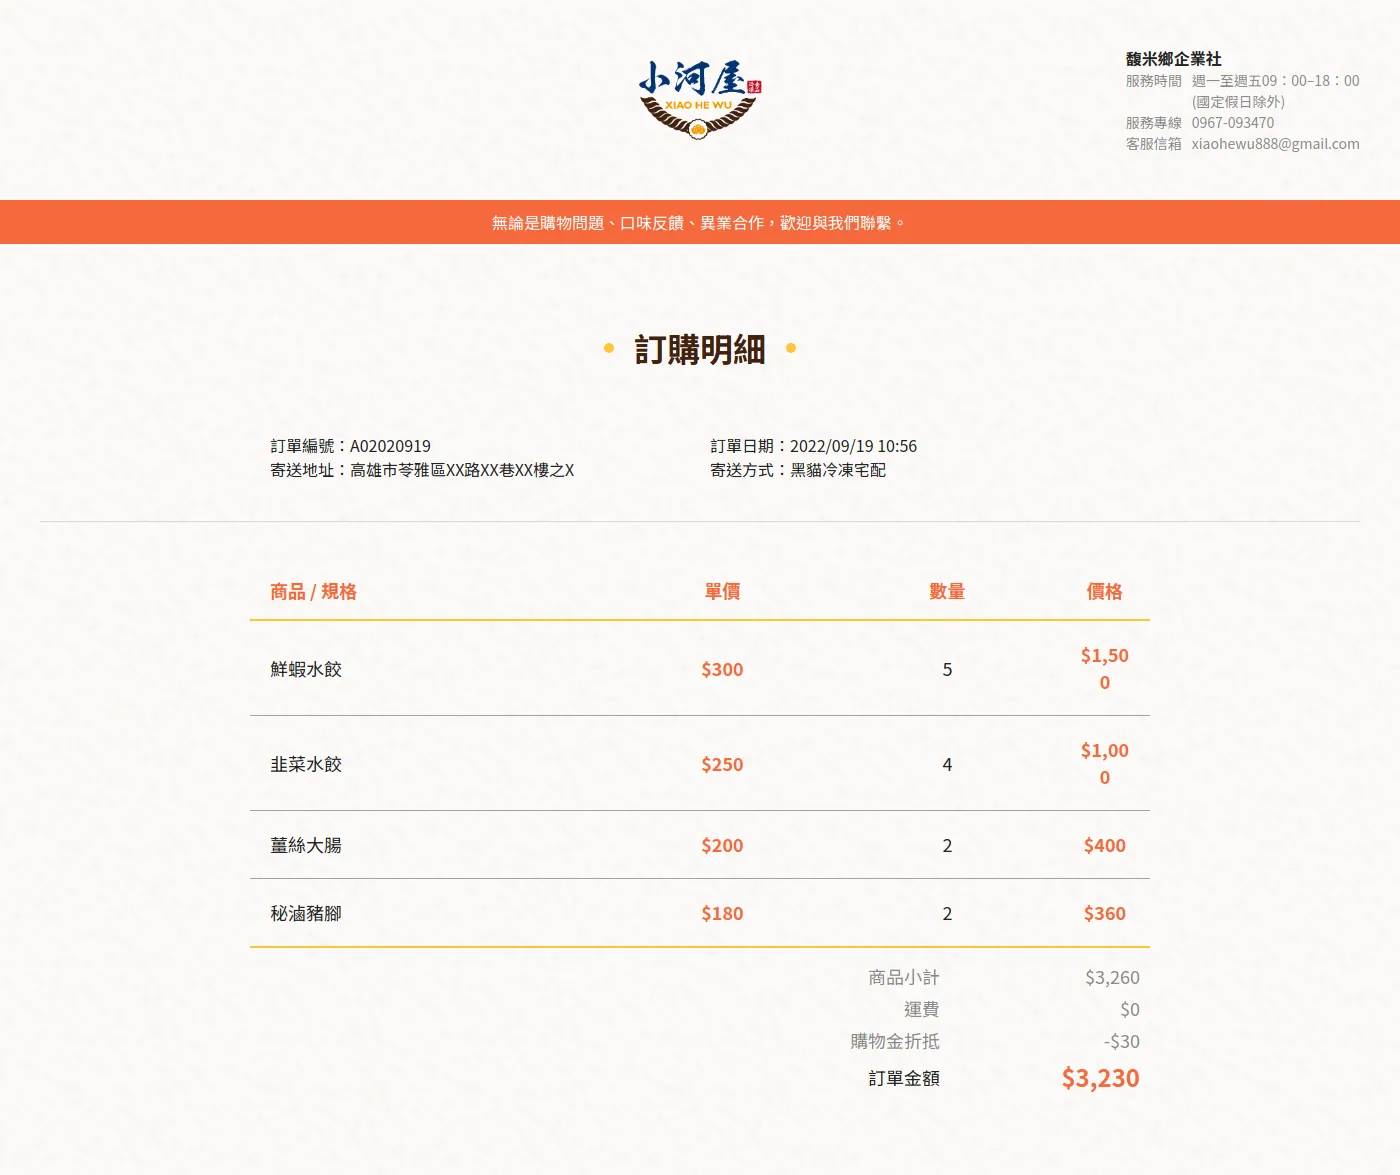 小河屋
XIAO HE WU
馥米鄉企業社
服務時間 週一至週五09：00–18：00
(國定假日除外)
服務專線 0967-093470
客服信箱 xiaohewu888@gmail.com
無論是購物問題、口味反饋、異業合作，歡迎與我們聯繫。
訂購明細
訂單編號：A02020919
訂單日期：2022/09/19 10:56
寄送地址：高雄市苓雅區XX路XX巷XX樓之X
寄送方式：黑貓冷凍宅配
商品 / 規格 單價 數量 價格
鮮蝦水餃 $300 5 $1,50
0
韭菜水餃 $250 4 $1,00
0
薑絲大腸 $200 2 $400
秘滷豬腳 $180 2 $360
商品小計 $3,260
運費 $0
購物金折抵 -$30
訂單金額 $3,230